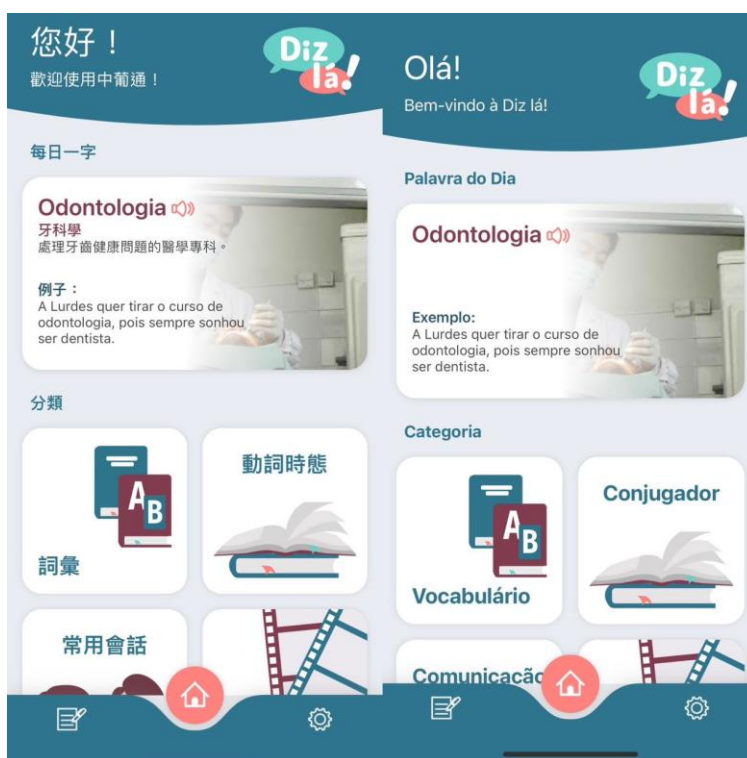 您好！
歡迎使用中葡通！
Diz
lá!
每日一字
Odontologia
牙科學
處理牙齒健康問題的醫學專科。
例子：
A Lurdes quer tirar o curso de
odontologia, pois sempre sonhou
ser dentista.
分類
詞彙
AB
動詞時態
常用會話
Olá!
Bem-vindo à Diz lá!
Diz
lá!
Palavra do Dia
Odontologia
Exemplo:
A Lurdes quer tirar o curso de
odontologia, pois sempre sonhou
ser dentista.
Categoria
AB
Vocabulário
Conjugador
Comunicação